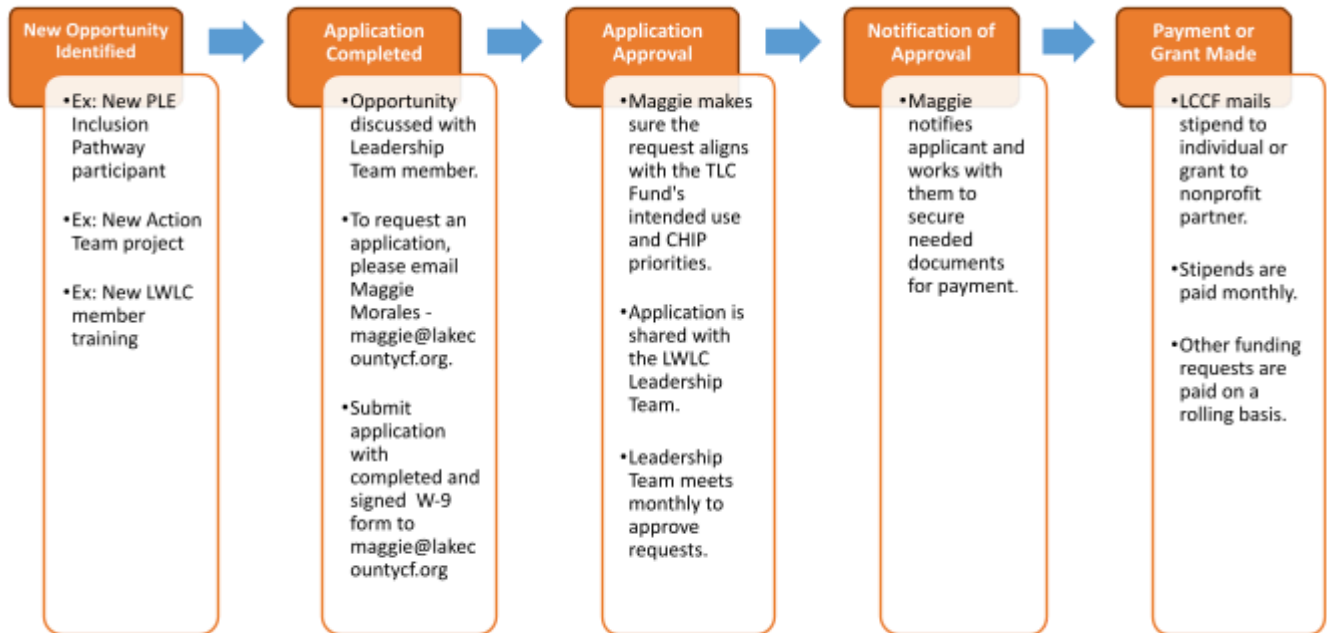 New Opportunity
Identified
•Ex: New PLE
Inclusion
Pathway
participant
•Ex: New Action
Team project
•Ex: New LWLC
member
training
Application
Completed
•Opportunity
discussed with
Leadership
Team member.
•To request an
application,
please email
Maggie
Morales -
maggie@lakec
ountycf.org.
•Submit
application
with
completed and
signed W-9
form to
maggie@lakec
ountycf.org
Application
Approval
•Maggie makes
sure the
request aligns
with the TLC
Fund's
intended use
and CHIP
priorities.
•Application is
shared with
the LWLC
Leadership
Team.
•Leadership
Team meets
monthly to
approve
requests.
Notification of
Approval
•Maggie
notifies
applicant and
works with
them to
secure
needed
documents
for payment.
Payment or
Grant Made
•LCCF mails
stipend to
individual or
grant to
nonprofit
partner.
•Stipends are
paid monthly.
•Other funding
requests are
paid on a
rolling basis.